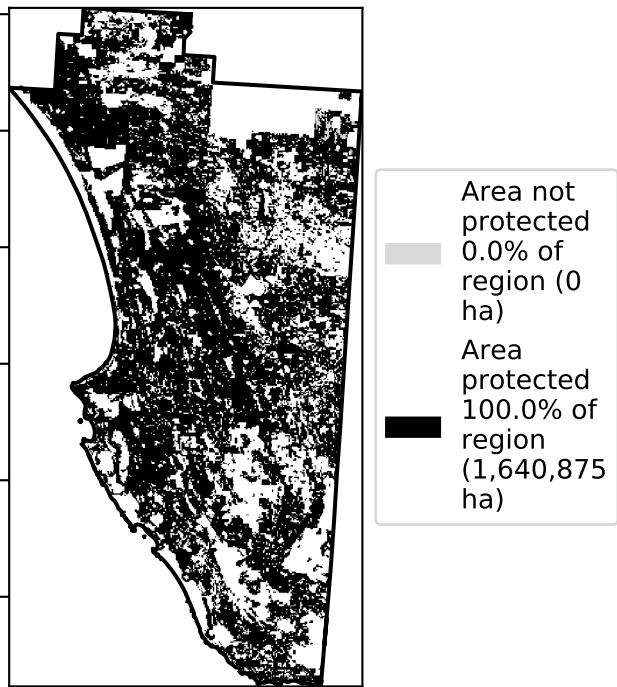 Area not
protected
0.0% of
region (0
ha)
Area
protected
100.0% of
region
(1,640,875
ha)